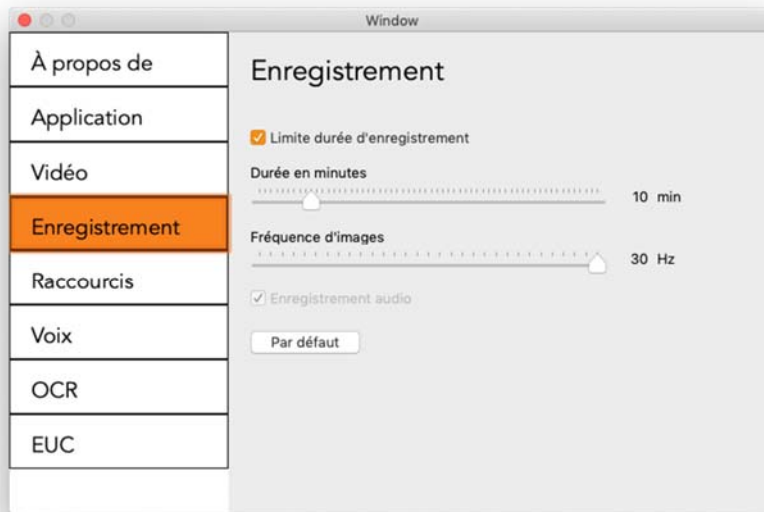 Window
À propos de
Application
Vidéo
Enregistrement
Raccourcis
Voix
OCR
EUC
Enregistrement
Limite durée d'enregistrement
Durée en minutes
10 min
Fréquence d'images
30 Hz
Enregistrement audio
Par défaut